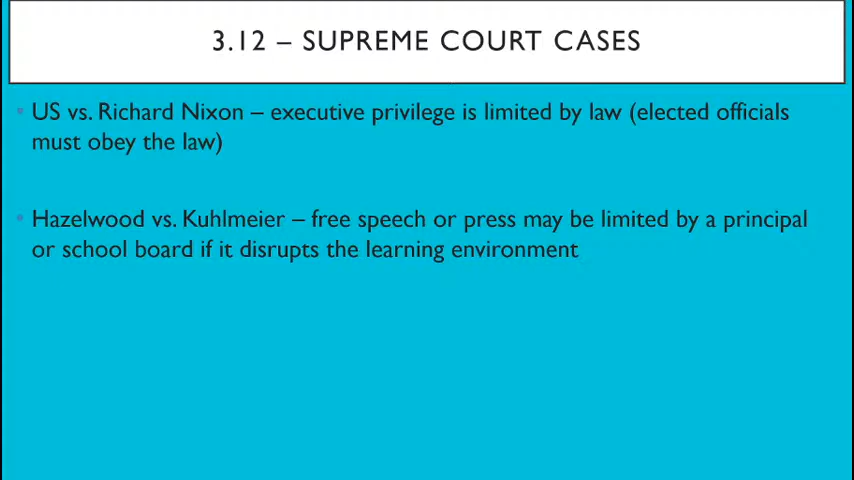 3.12 – SUPREME COURT CASES
• US vs. Richard Nixon – executive privilege is limited by law (elected officials
must obey the law)
• Hazelwood vs. Kuhlmeier – free speech or press may be limited by a principal
or school board if it disrupts the learning environment